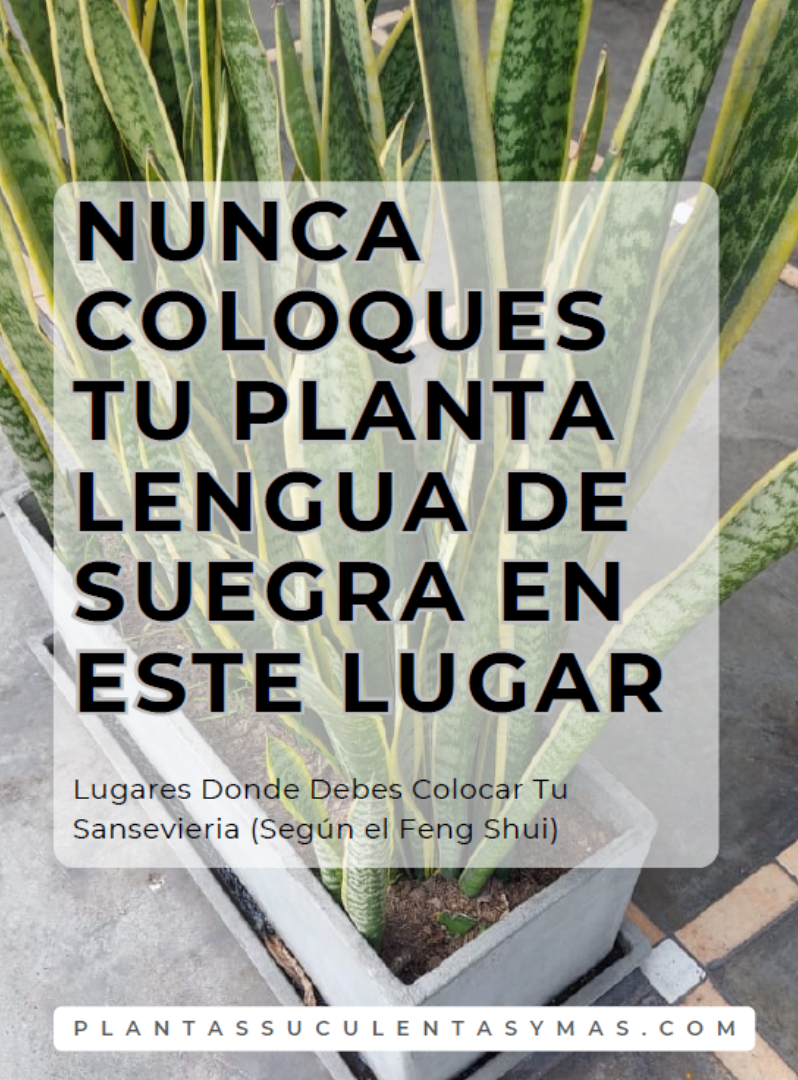 NUNCA
COLOQUES
TU PLANTA
LENGUA DE
SUEGRA EN
ESTE LUGAR
Lugares Donde Debes Colocar Tu
Sansevieria (Según el Feng Shui)
PLANTASSUCULENTASYMAS.COM